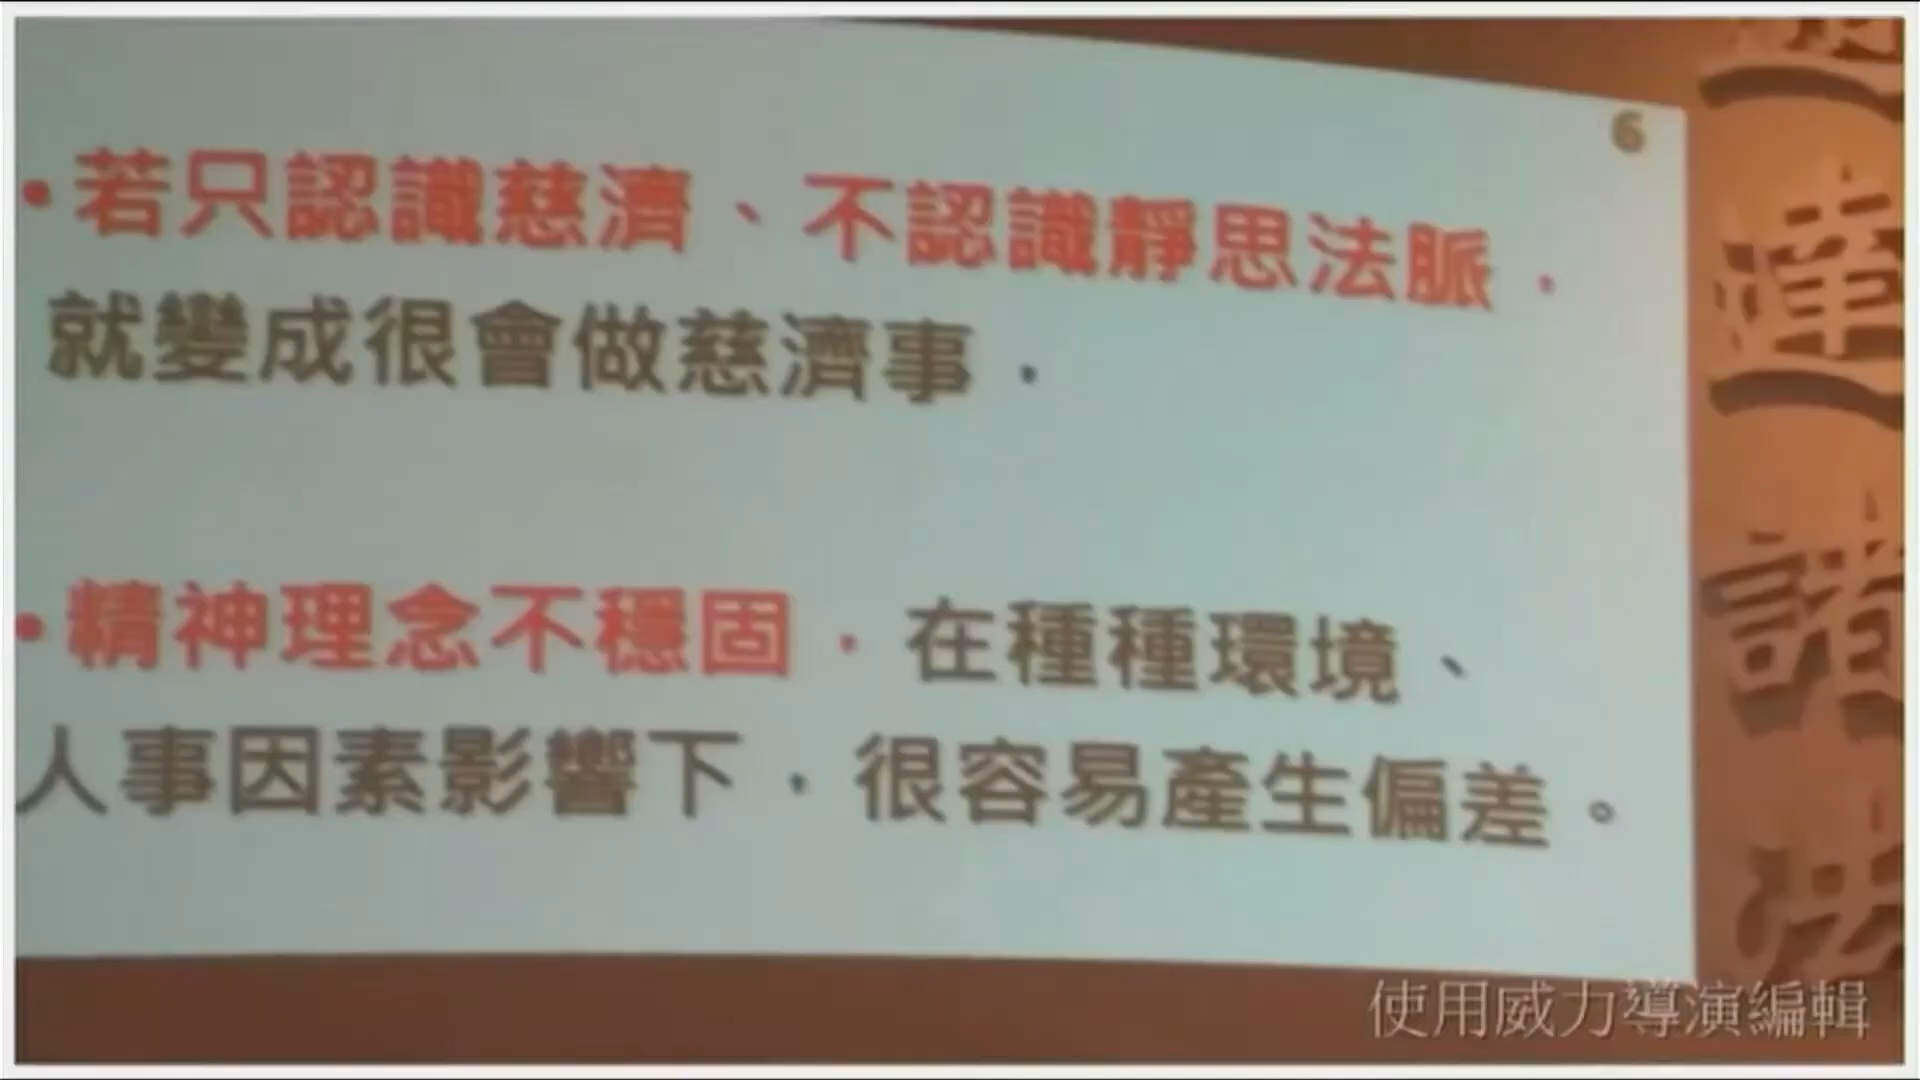 6
•若只認識慈濟、不認識靜思法脈，
就變成很會做慈濟事，
•精神理念不穩固，在種種環境、
人事因素影響下，很容易產生偏差。
達
諸
法
使用威力導演編輯